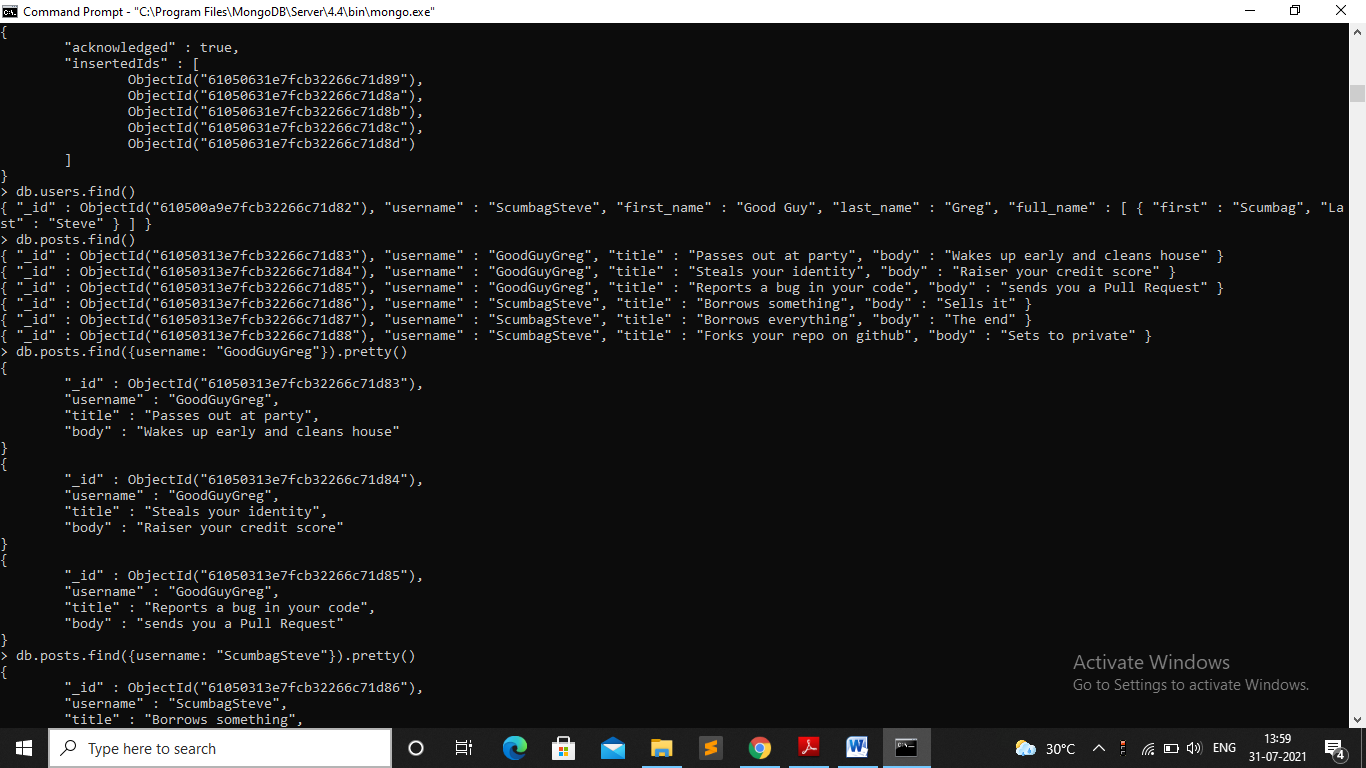 Command Prompt - "C:\Program Files\MongoDB\Server\4.4\bin\mongo.exe"
{
        "acknowledged" : true,
        "insertedIds" : [
                ObjectId("61050631e7fcb32266c71d89"),
                ObjectId("61050631e7fcb32266c71d8a"),
                ObjectId("61050631e7fcb32266c71d8b"),
                ObjectId("61050631e7fcb32266c71d8c"),
                ObjectId("61050631e7fcb32266c71d8d")
        ]
}
> db.users.find()
{ "_id" : ObjectId("610500a9e7fcb32266c71d82"), "username" : "ScumbagSteve", "first_name" : "Good Guy", "last_name" : "Greg", "full_name" : [ { "first" : "Scumbag", "La
st" : "Steve" } ] }
> db.posts.find()
{ "_id" : ObjectId("61050313e7fcb32266c71d83"), "username" : "GoodGuyGreg", "title" : "Passes out at party", "body" : "Wakes up early and cleans house" }
{ "_id" : ObjectId("61050313e7fcb32266c71d84"), "username" : "GoodGuyGreg", "title" : "Steals your identity", "body" : "Raiser your credit score" }
{ "_id" : ObjectId("61050313e7fcb32266c71d85"), "username" : "GoodGuyGreg", "title" : "Reports a bug in your code", "body" : "sends you a Pull Request" }
{ "_id" : ObjectId("61050313e7fcb32266c71d86"), "username" : "ScumbagSteve", "title" : "Borrows something", "body" : "Sells it" }
{ "_id" : ObjectId("61050313e7fcb32266c71d87"), "username" : "ScumbagSteve", "title" : "Borrows everything", "body" : "The end" }
{ "_id" : ObjectId("61050313e7fcb32266c71d88"), "username" : "ScumbagSteve", "title" : "Forks your repo on github", "body" : "Sets to private" }
> db.posts.find({username: "GoodGuyGreg"}).pretty()
{
        "_id" : ObjectId("61050313e7fcb32266c71d83"),
        "username" : "GoodGuyGreg",
        "title" : "Passes out at party",
        "body" : "Wakes up early and cleans house"
}
{
        "_id" : ObjectId("61050313e7fcb32266c71d84"),
        "username" : "GoodGuyGreg",
        "title" : "Steals your identity",
        "body" : "Raiser your credit score"
}
{
        "_id" : ObjectId("61050313e7fcb32266c71d85"),
        "username" : "GoodGuyGreg",
        "title" : "Reports a bug in your code",
        "body" : "sends you a Pull Request"
}
> db.posts.find({username: "ScumbagSteve"}).pretty()
{
        "_id" : ObjectId("61050313e7fcb32266c71d86"),
        "username" : "ScumbagSteve",
        "title" : "Borrows something",
Activate Windows
Go to Settings to activate Windows.
Type here to search
30°C
ENG
13:59
31-07-2021
4